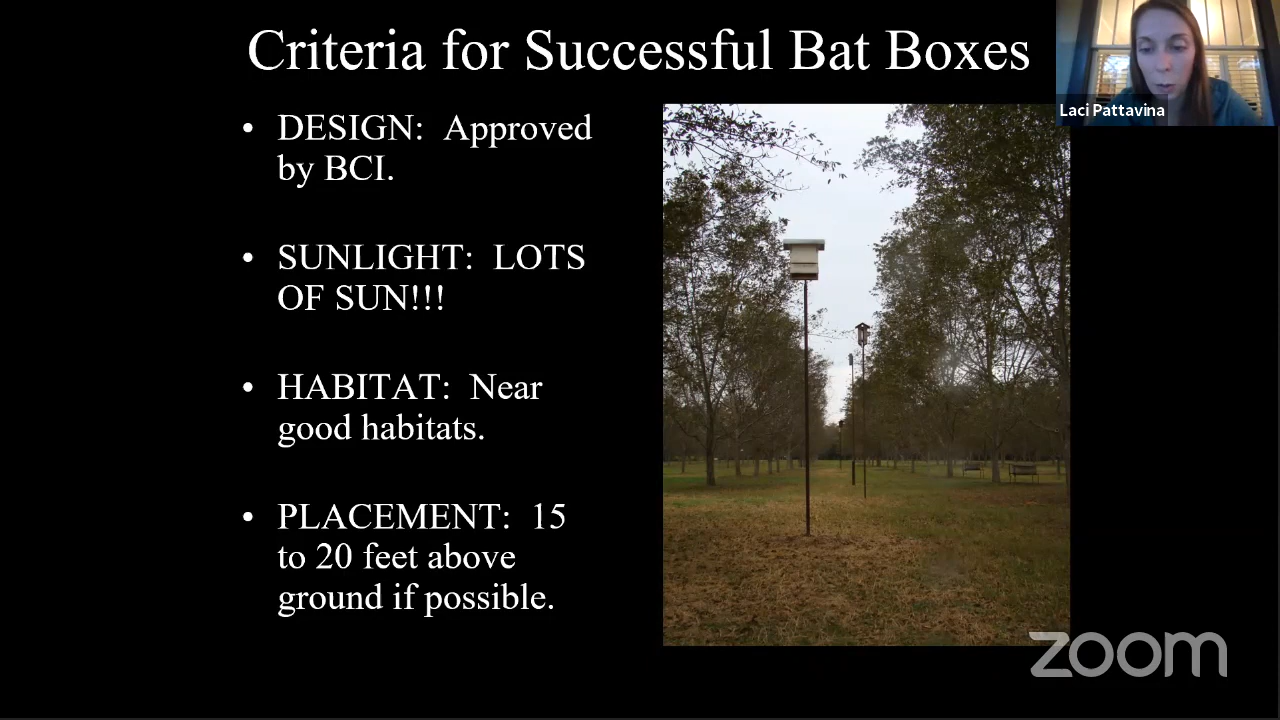 Criteria for Successful Bat Boxes
Laci Pattavina
• DESIGN: Approved
by BCI.
• SUNLIGHT: LOTS
OF SUN!!!
• HABITAT: Near
good habitats.
• PLACEMENT: 15
to 20 feet above
ground if possible.
zoom